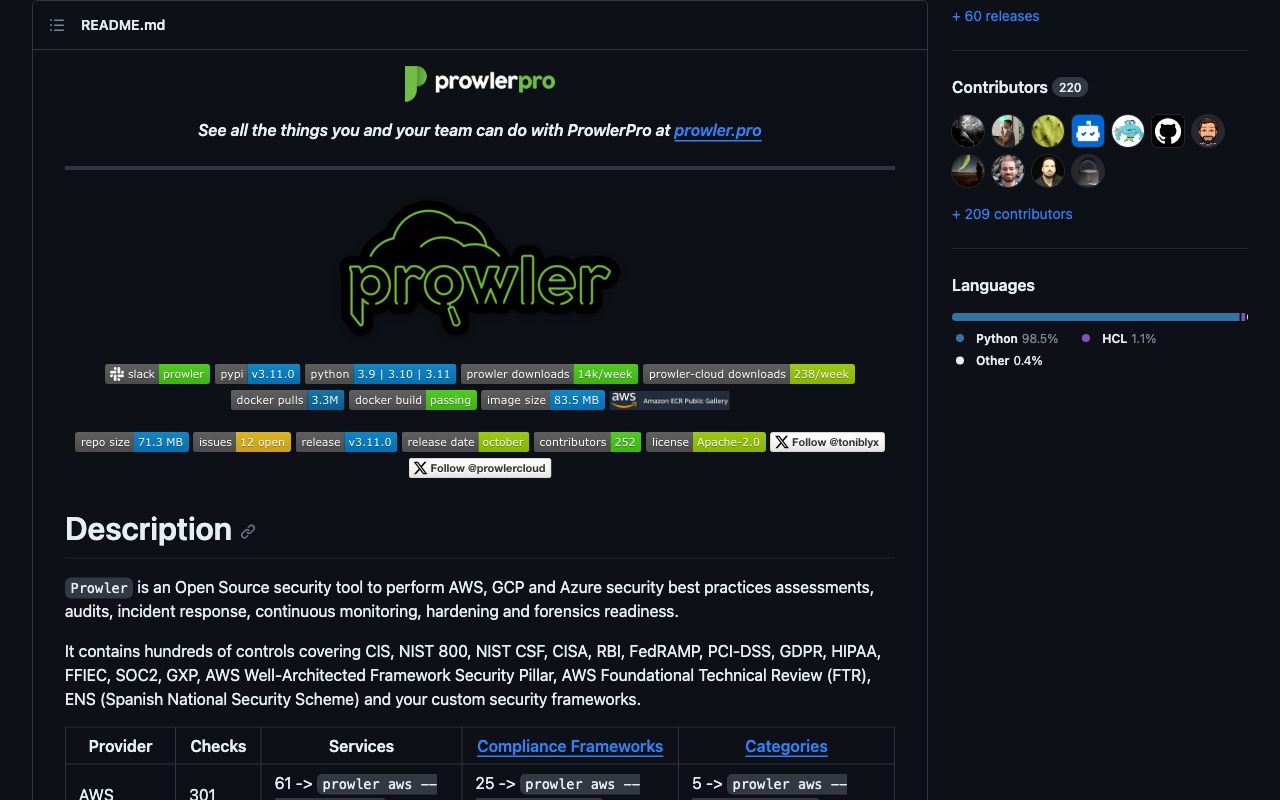 README.md
prowlerpro
See all the things you and your team can do with ProwlerPro at prowler.pro
prowler
slack prowler pypi v3.11.0 python 3.9 | 3.10 | 3.11 prowler downloads 14k/week prowler-cloud downloads 238/week
docker pulls 3.3M docker build passing image size 83.5 MB aws Amazon ECR Public Gallery
repo size 71.3 MB issues 12 open release v3.11.0 release date october contributors 252 license Apache-2.0 Follow @toniblyx
Follow @prowlercloud
Description
Prowler is an Open Source security tool to perform AWS, GCP and Azure security best practices assessments,
audits, incident response, continuous monitoring, hardening and forensics readiness.
It contains hundreds of controls covering CIS, NIST 800, NIST CSF, CISA, RBI, FedRAMP, PCI-DSS, GDPR, HIPAA,
FFIEC, SOC2, GXP, AWS Well-Architected Framework Security Pillar, AWS Foundational Technical Review (FTR),
ENS (Spanish National Security Scheme) and your custom security frameworks.
Provider Checks Services Compliance Frameworks Categories
61 -> prowler aws -- 25 -> prowler aws -- 5 -> prowler aws --
AWS 301
+ 60 releases
Contributors 220
+ 209 contributors
Languages
Python 98.5% HCL 1.1%
Other 0.4%